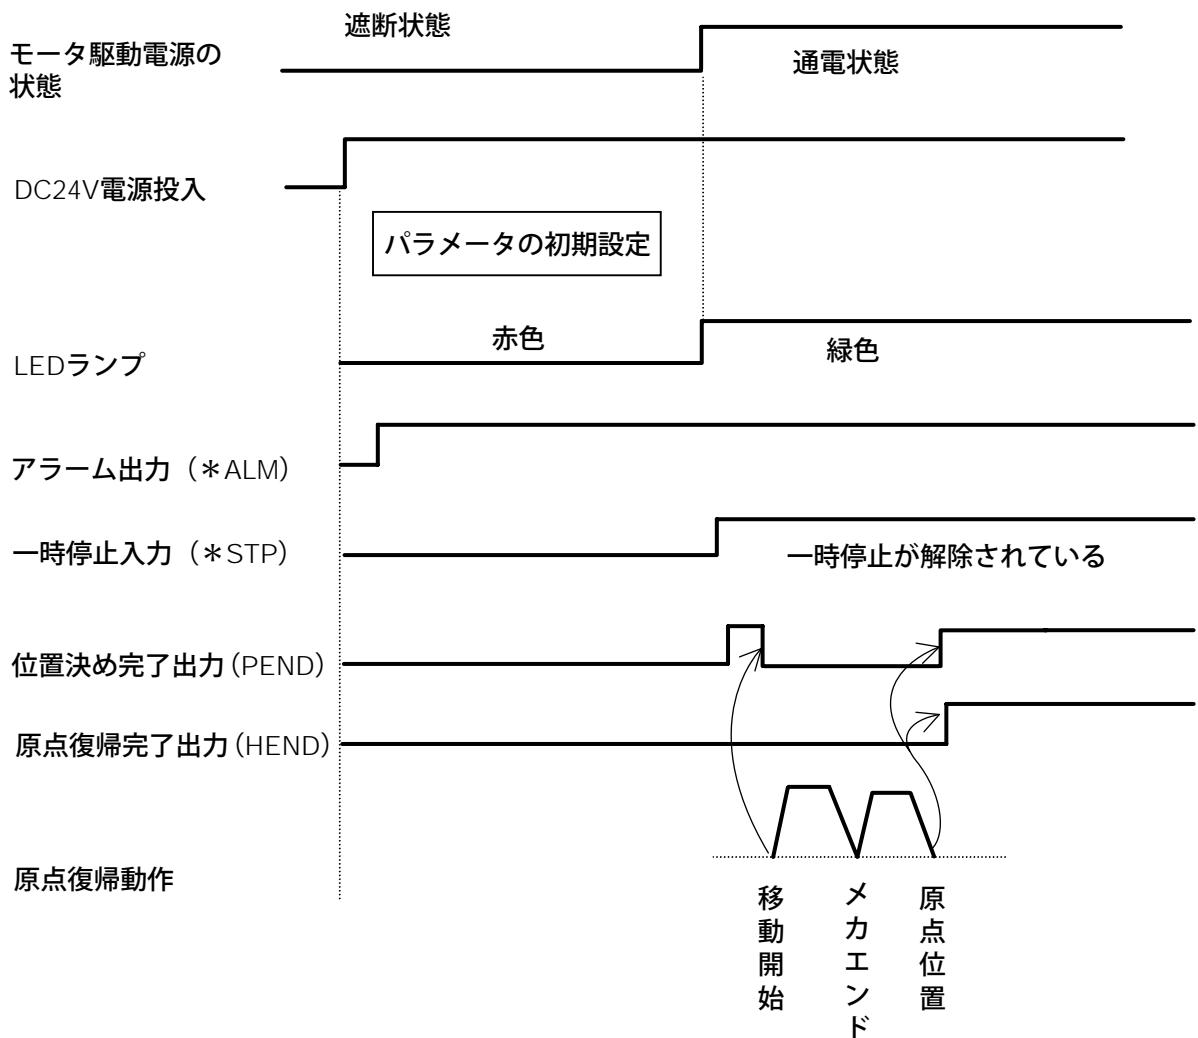 遮断状態
モータ駆動電源の
状態
通電状態
DC24V電源投入
パラメータの初期設定
赤色
LEDランプ
緑色
アラーム出力（＊ALM）
一時停止入力（＊STP）
一時停止が解除されている
位置決め完了出力（PEND）
原点復帰完了出力（HEND）
原点復帰動作
移動開始
メカエンド
原点位置